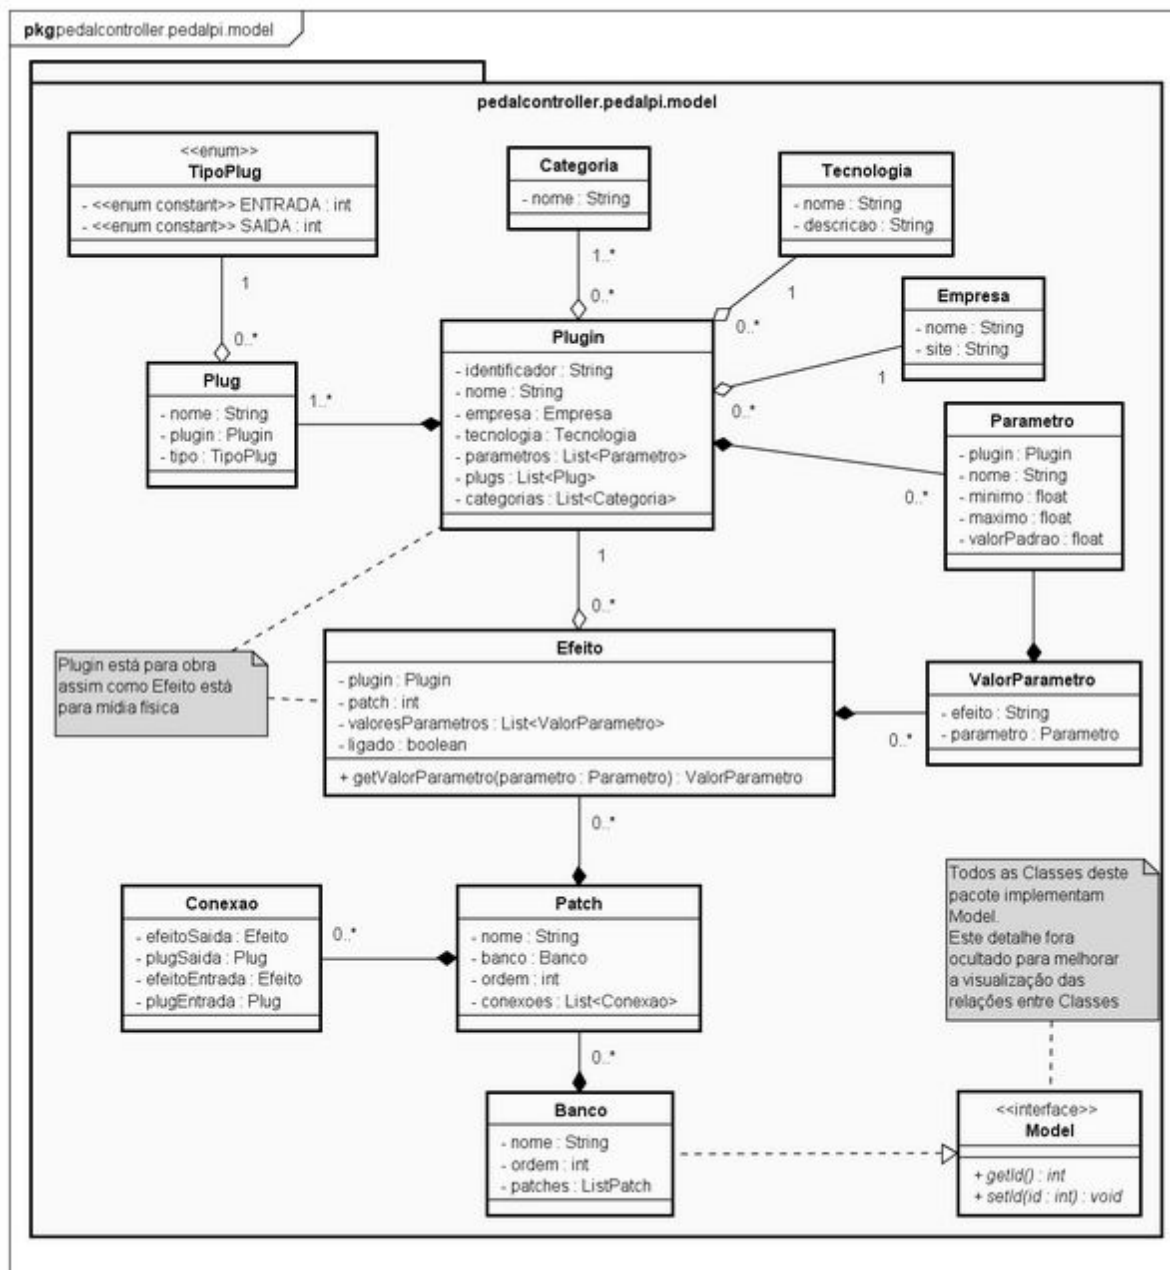 pkg pedalcontroller.pedalpi.model
pedalcontroller.pedalpi.model
<<enum>>
TipoPlug
- <<enum constant>> ENTRADA : int
- <<enum constant>> SAIDA : int
Categoria
- nome : String
Tecnologia
- nome : String
- descricao : String
1
0..*
1..*
0..*
1
0..*
Empresa
- nome : String
- site : String
1
0..*
Plug
- nome : String
- plugin : Plugin
- tipo : TipoPlug
1..*
Plugin
- identificador : String
- nome : String
- empresa : Empresa
- tecnologia : Tecnologia
- parametros : List<Parametro>
- plugs : List<Plug>
- categorias : List<Categoria>
Parametro
- plugin : Plugin
- nome : String
- minimo : float
- maximo : float
- valorPadrao : float
0..*
1
0..*
Plugin está para obra
assim como Efeito está
para mídia física
Efeito
- plugin : Plugin
- patch : int
- valoresParametros : List<ValorParametro>
- ligado : boolean
+ getValorParametro(parametro : Parametro) : ValorParametro
0..*
ValorParametro
- efeito : String
- parametro : Parametro
0..*
Conexao
- efeitoSaida : Efeito
- plugSaida : Plug
- efeitoEntrada : Efeito
- plugEntrada : Plug
0..*
Patch
- nome : String
- banco : Banco
- ordem : int
- conexoes : List<Conexao>
Todos as Classes deste
pacote implementam
Model.
Este detalhe fora
ocultado para melhorar
a visualização das
relações entre Classes
0..*
Banco
- nome : String
- ordem : int
- patches : ListPatch
<<interface>>
Model
+ getId() : int
+ setId(id : int) : void